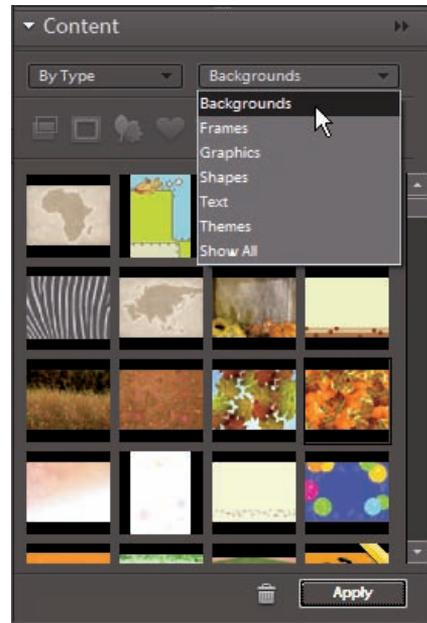 Content
By Type Backgrounds
Backgrounds
Frames
Graphics
Shapes
Text
Themes
Show All
Apply